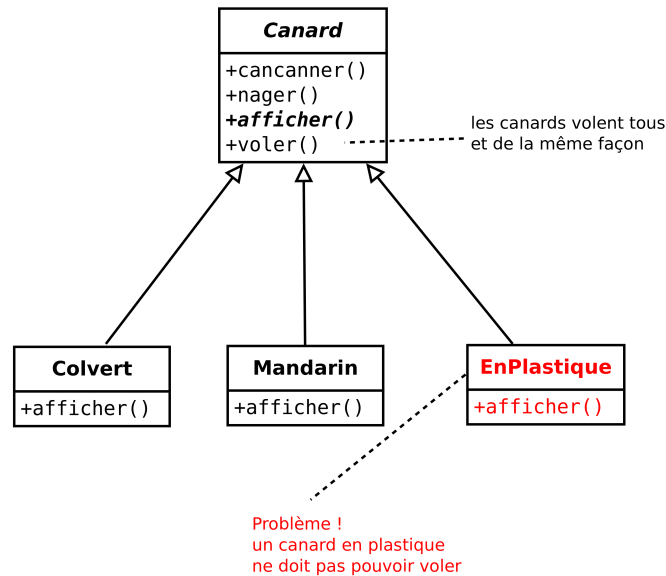 Canard
+cancanner()
+nager()
+afficher()
+voler()
les canards volent tous
et de la même façon
Colvert
+afficher()
Mandarin
+afficher()
EnPlastique
+afficher()
Problème !
un canard en plastique
ne doit pas pouvoir voler